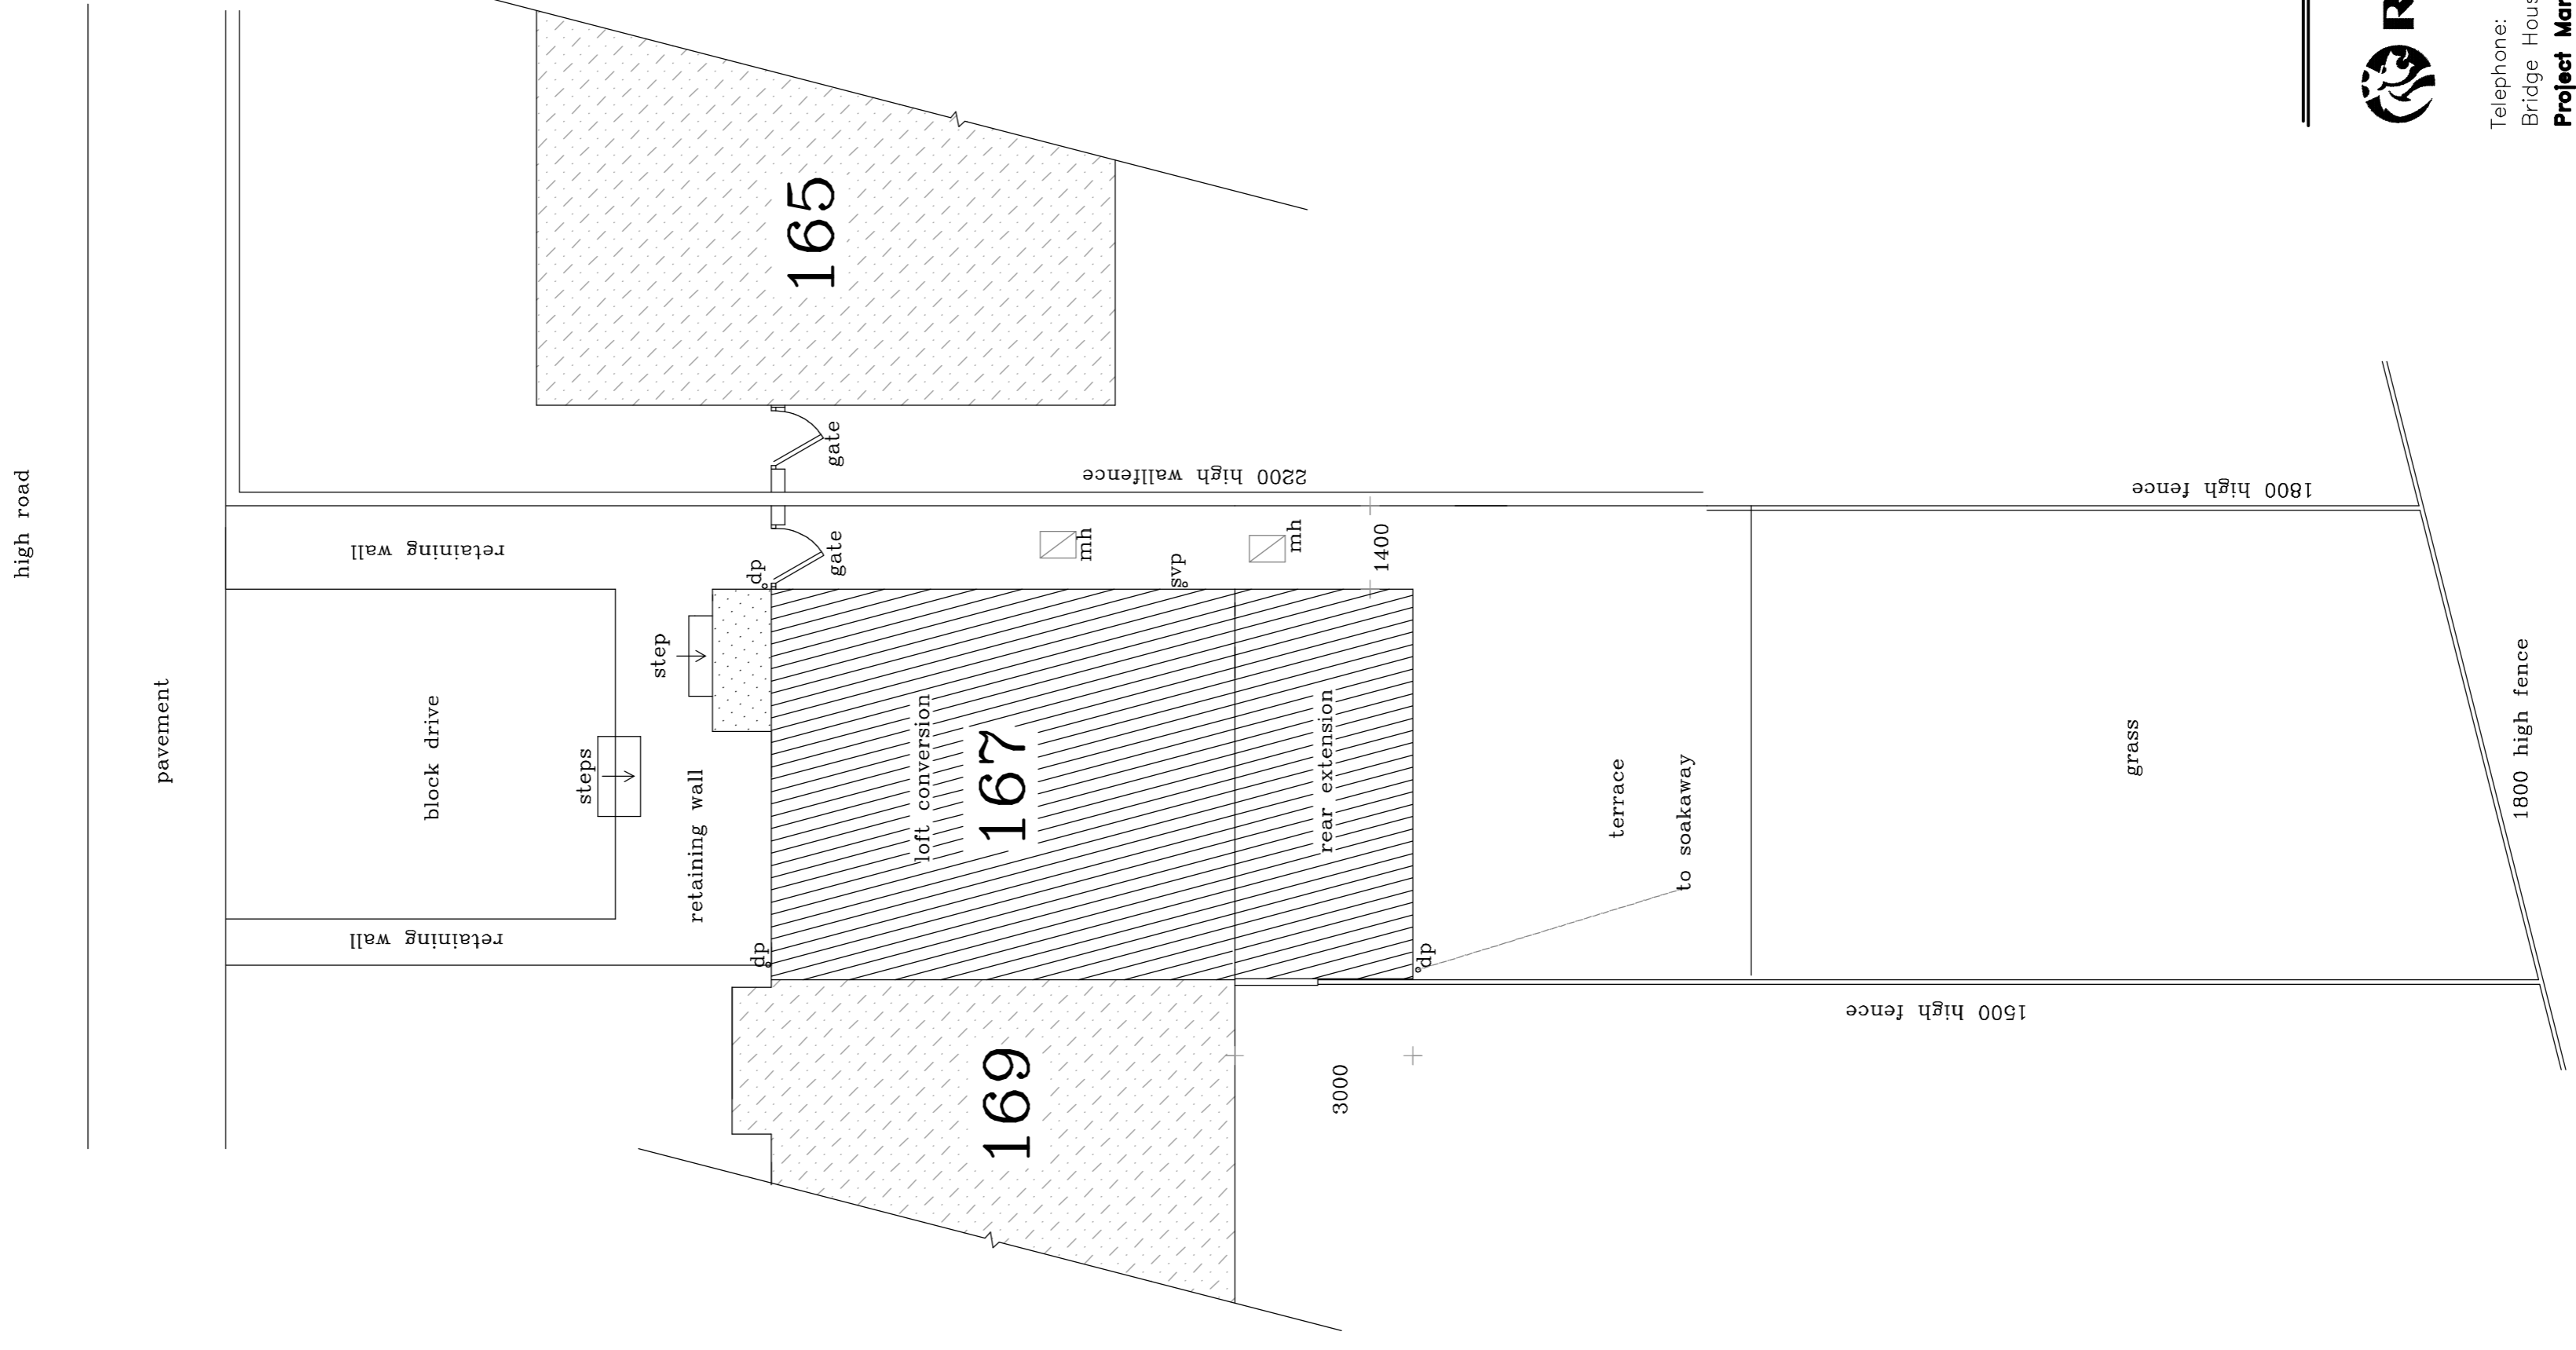 high road
pavement
retaining wall
block drive
retaining wall
steps
step
retaining wall
dp
dp
gate
gate
165
loft conversion
167
169
mh
svp
mh
2200 high wallfence
rear extension
1400
3000
dp
terrace
to soakaway
1800 high fence
grass
1500 high fence
1800 high fence
R
Telephone:
Bridge Hous
Project Mar